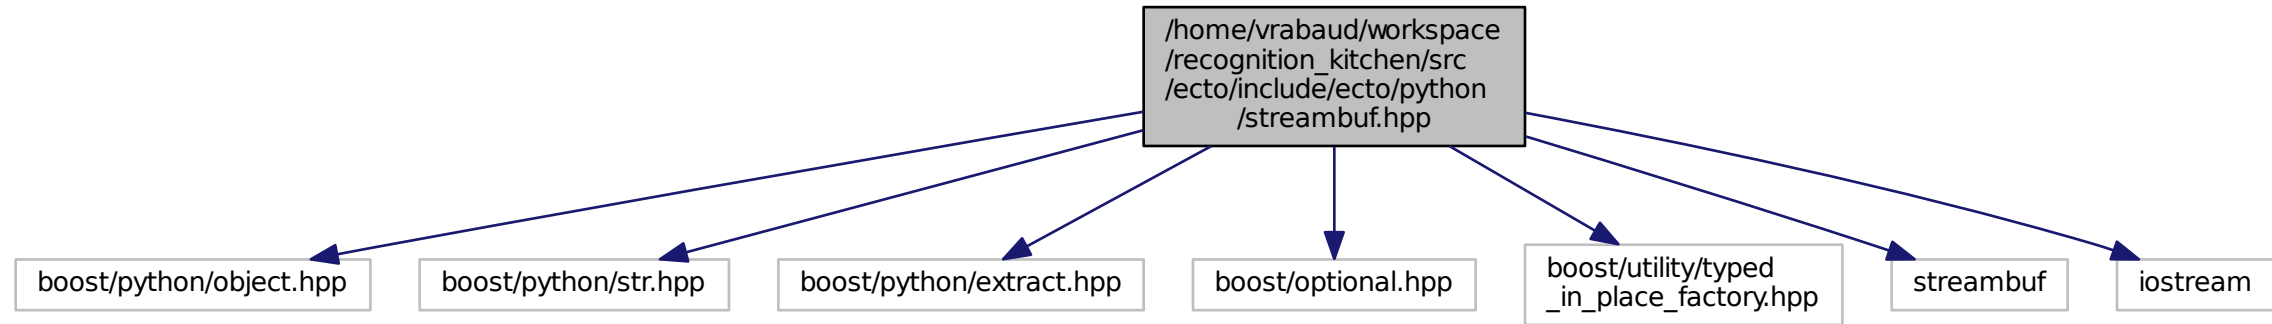 /home/vrabaud/workspace
/recognition_kitchen/src
/ecto/include/ecto/python
/streambuf.hpp
boost/python/object.hpp
boost/python/str.hpp
boost/python/extract.hpp
boost/optional.hpp
boost/utility/typed
_in_place_factory.hpp
streambuf
iostream